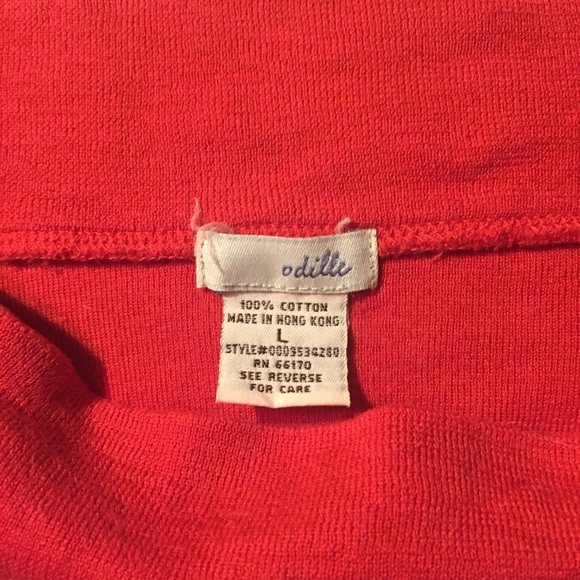 odille
100% COTTON
MADE IN HONG KONG
L
STYLE#0009534280
RN 66170
SEE REVERSE
FOR CARE